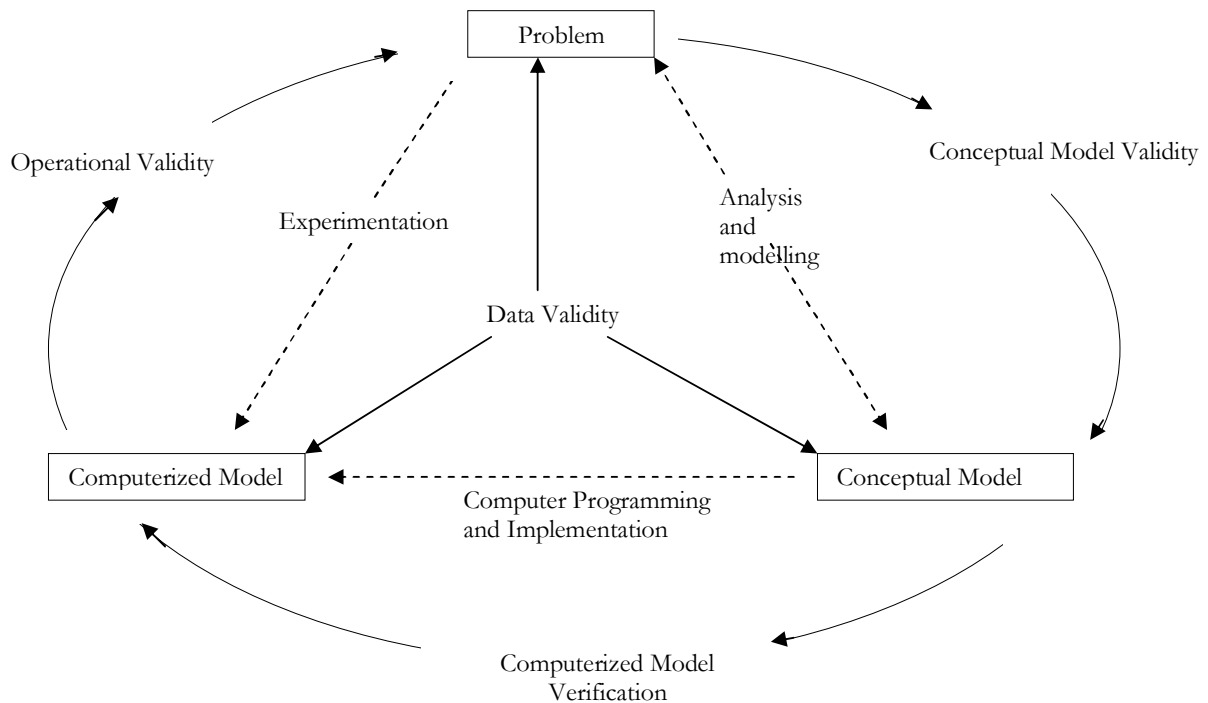 Problem
Operational Validity
Conceptual Model Validity
Experimentation
Analysis
and
modelling
Data Validity
Computerized Model
Conceptual Model
Computer Programming
and Implementation
Computerized Model
Verification